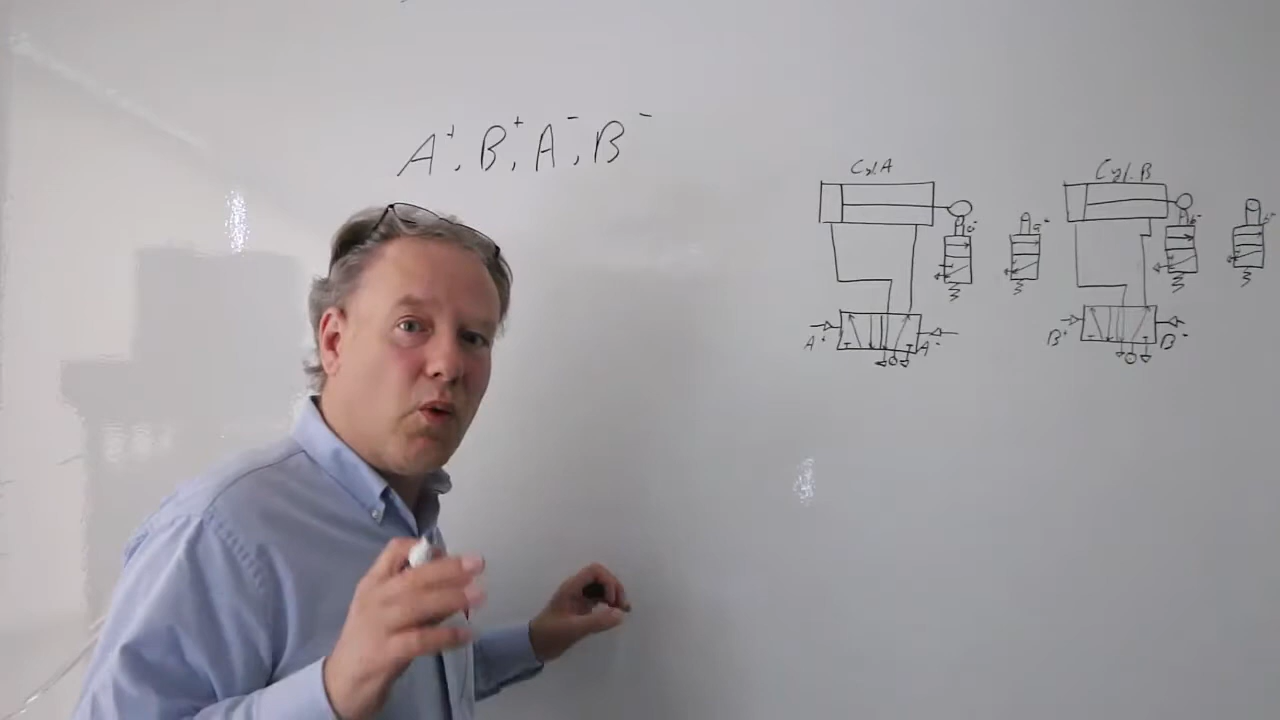 A⁺, B⁺, A⁻, B⁻
Cyl A
Cyl. B
a⁻
a⁺
b⁻
A⁺
A⁻
B⁺
B⁻